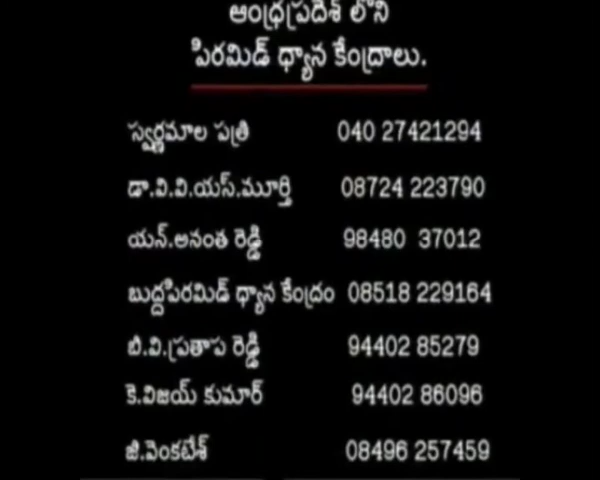 ఆంధ్రప్రదేశ్ లోని
పిరమిడ్ ధ్యాన కేంద్రాలు.
స్వర్ణమాల పత్రి 040 27421294
డా.వి.వి.యస్.మూర్తి 08724 223790
యన్.అనంత రెడ్డి 98480 37012
బుద్దపిరమిడ్ ధ్యాన కేంద్రం 08518 229164
బి.వి.ప్రతాప రెడ్డి 94402 85279
కె.విజయ్ కుమార్ 94402 86096
జి.వెంకటేశ్ 08496 257459